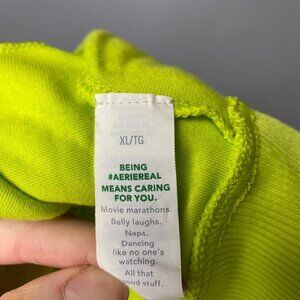 XL/TG
BEING
#AERIEREAL
MEANS CARING
FOR YOU.
Movie marathons.
Belly laughs.
Naps.
Dancing
like no one's
watching.
All that
good stuff.